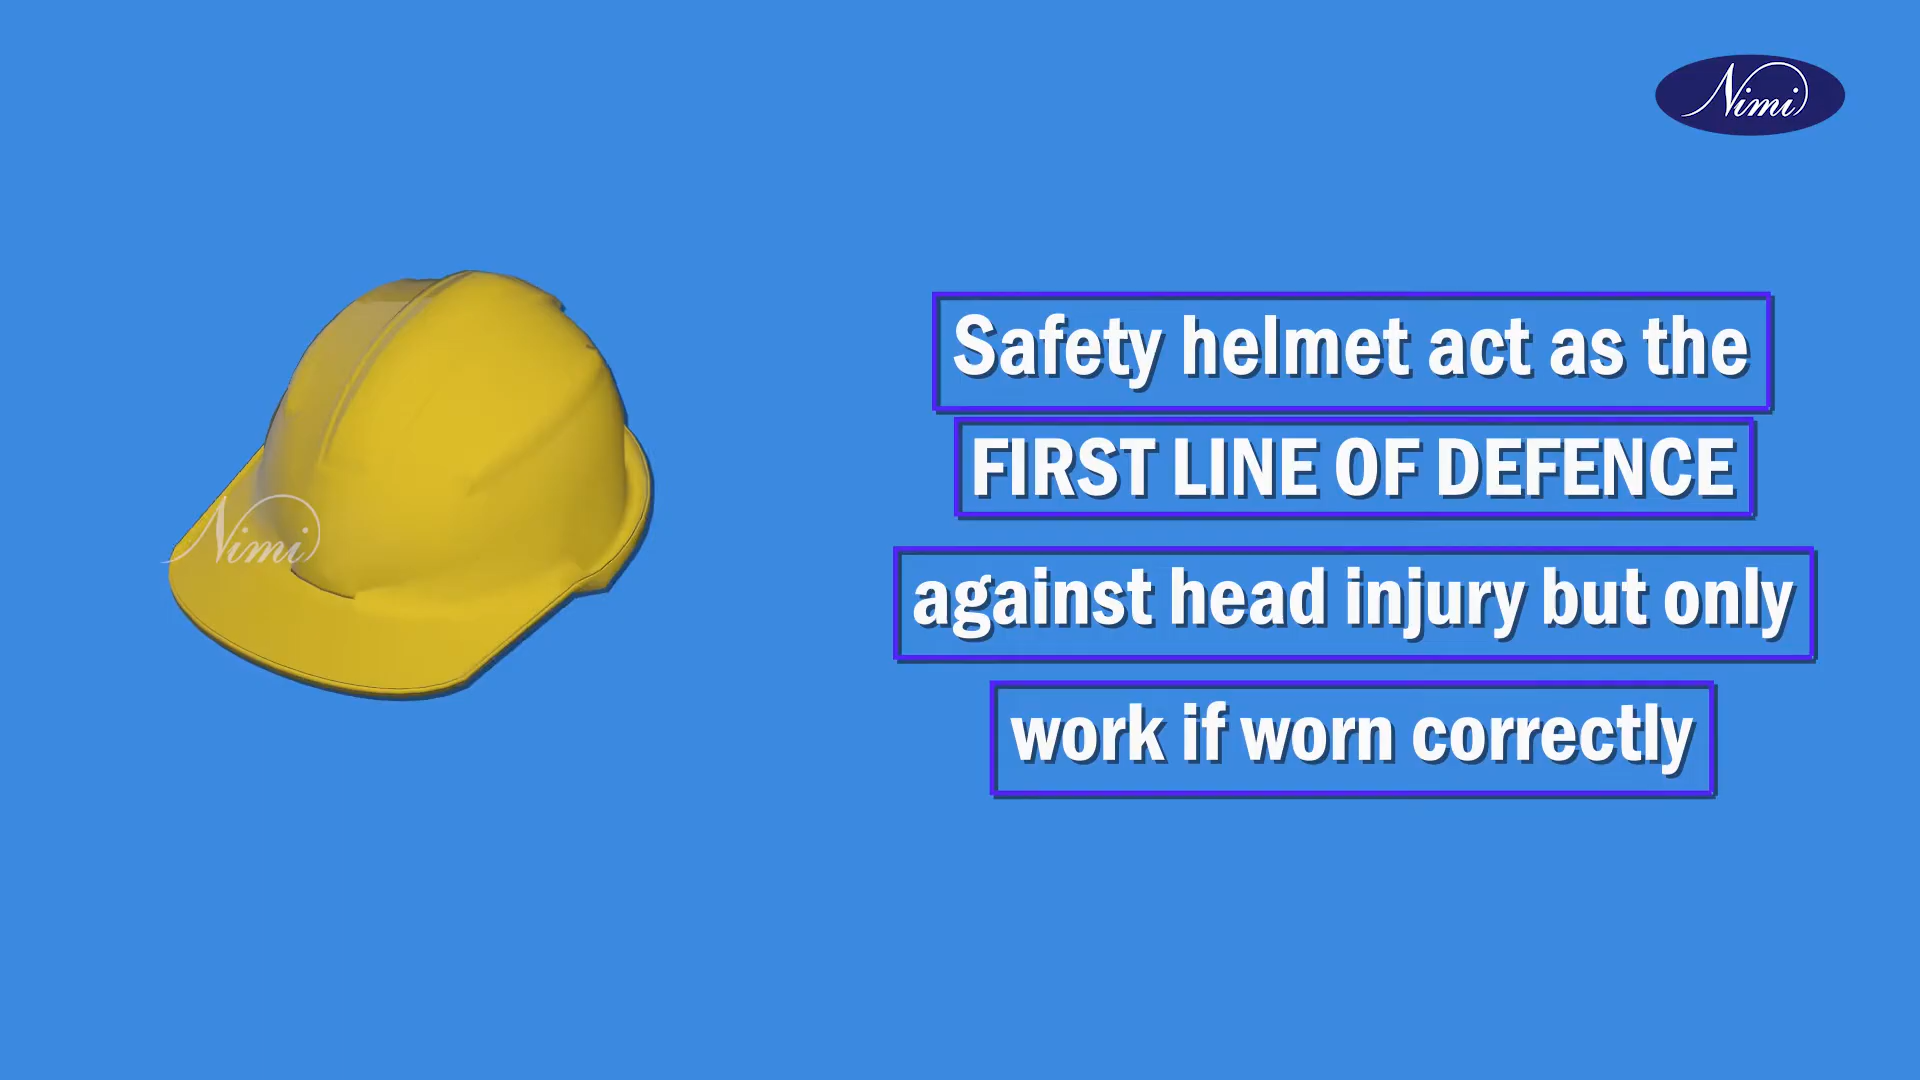 Nimi
Safety helmet act as the
FIRST LINE OF DEFENCE
against head injury but only
work if worn correctly
Nimi